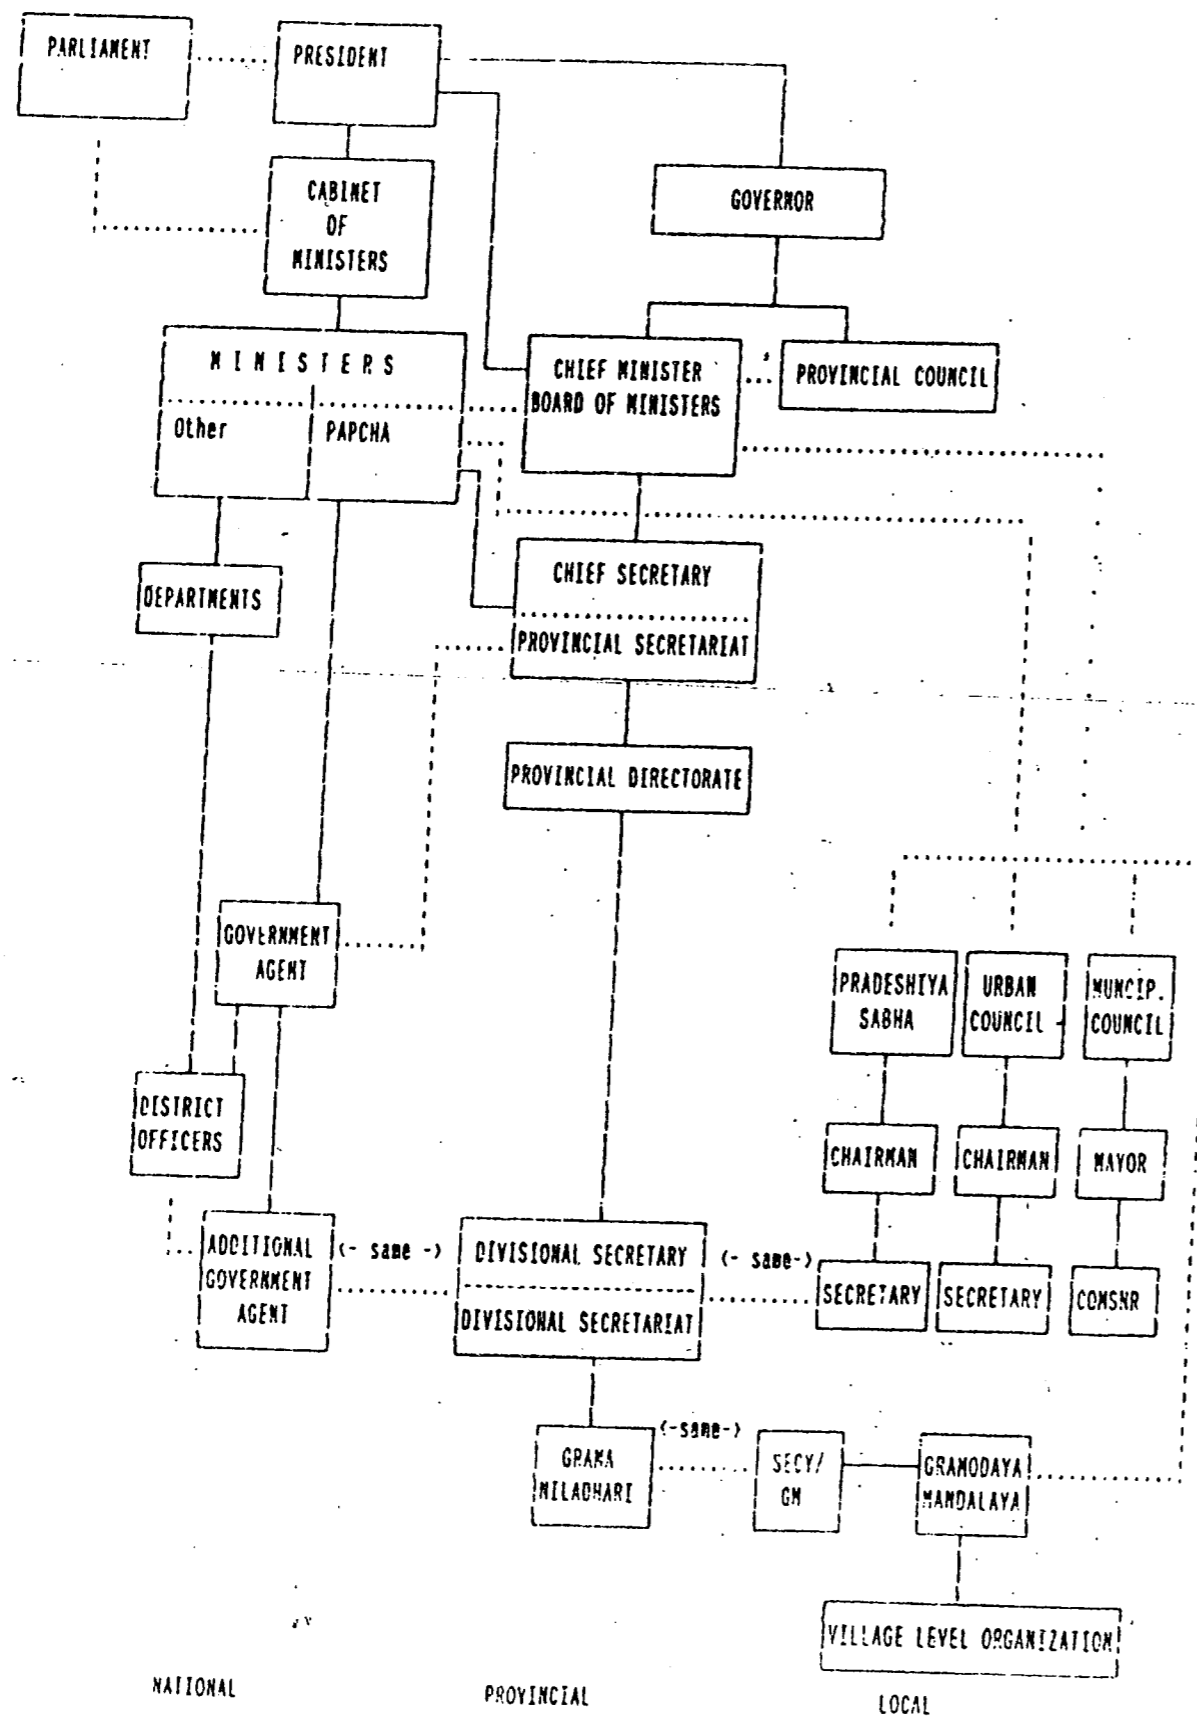 PARLIAMENT
PRESIDENT
CABINET
OF
MINISTERS
GOVERNOR
M I N I S T E R S
Other
PAPCHA
CHIEF MINISTER
BOARD OF MINISTERS
PROVINCIAL COUNCIL
DEPARTMENTS
CHIEF SECRETARY
PROVINCIAL SECRETARIAT
PROVINCIAL DIRECTORATE
GOVERNMENT
AGENT
PRADESHIYA
SABHA
URBAN
COUNCIL
MUNCIP.
COUNCIL
DISTRICT
OFFICERS
CHAIRMAN
CHAIRMAN
MAYOR
ADDITIONAL
GOVERNMENT
AGENT
<- same ->
DIVISIONAL SECRETARY
DIVISIONAL SECRETARIAT
<- same->
SECRETARY
SECRETARY
COMSNR
GRAMA
NILADHARI
<-same->
SECY/
GM
GRAMODAYA
MANDALAYA
VILLAGE LEVEL ORGANIZATION
NATIONAL
PROVINCIAL
LOCAL